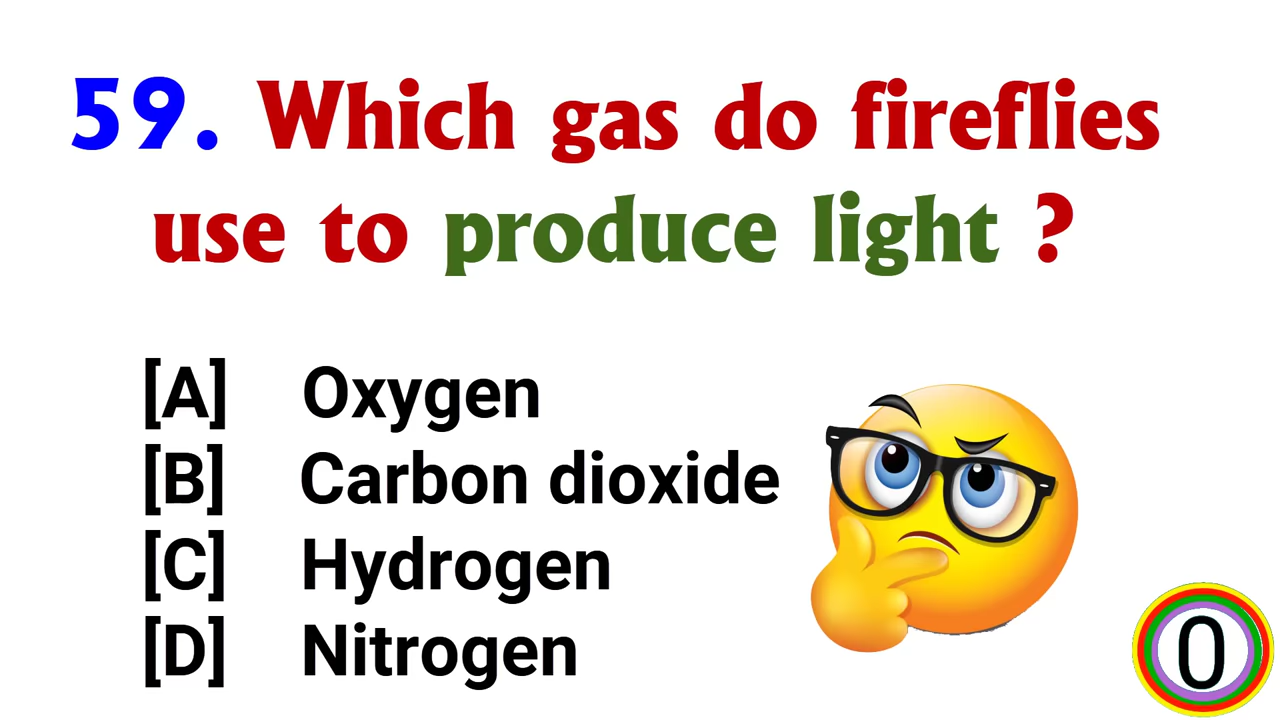 59. Which gas do fireflies
use to produce light ?
[A] Oxygen
[B] Carbon dioxide
[C] Hydrogen
[D] Nitrogen
0